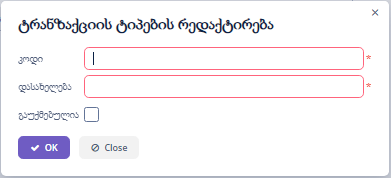 ტრანზაქციის ტიპების რედაქტირება
კოდი *
დასახელება *
გაუქმებულია
OK Close